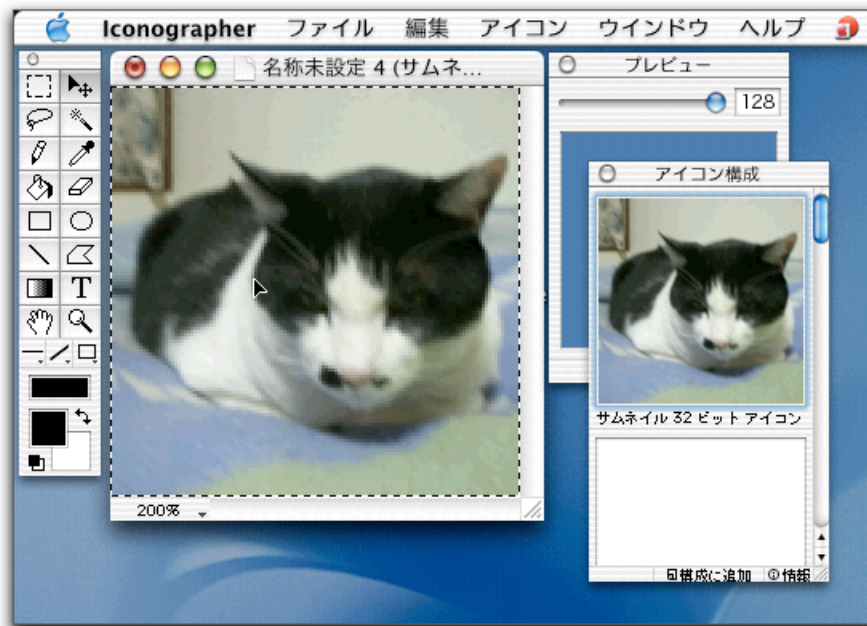 Iconographer ファイル 編集 アイコン ウインドウ ヘルプ
名称未設定 4 (サムネ...
プレビュー
128
アイコン構成
サムネイル 32 ビット アイコン
T
200%
構成に追加 情報